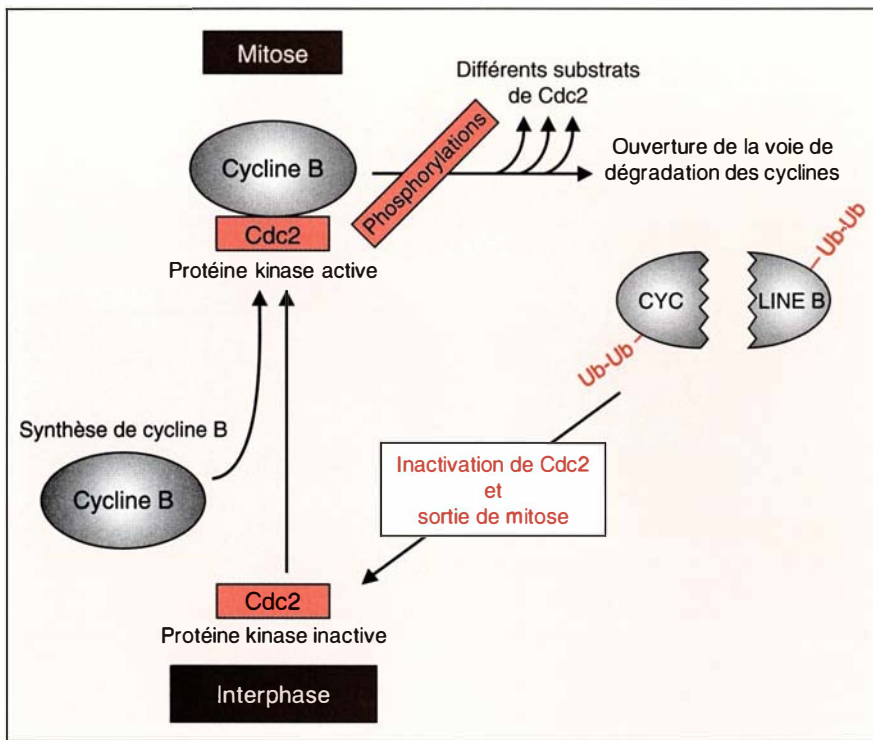 Mitose
Différents substrats
de Cdc2
Phosphorylations
Cycline B
Ouverture de la voie de
dégradation des cyclines
Cdc2
Protéine kinase active
Ub-Ub
CYC
LINE B
Ub-Ub
Synthèse de cycline B
Cycline B
Inactivation de Cdc2
et
sortie de mitose
Cdc2
Protéine kinase inactive
Interphase